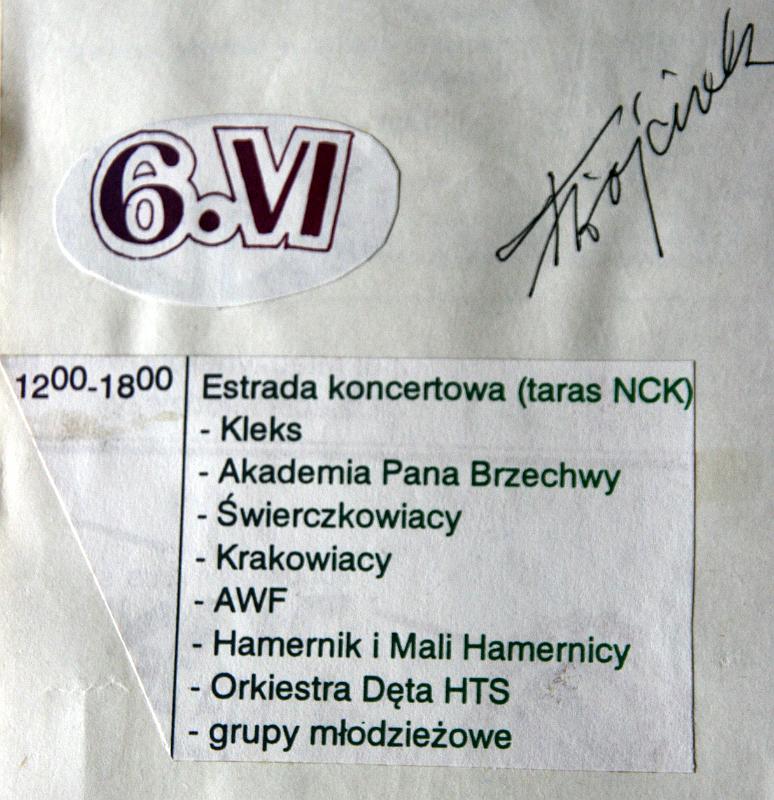 6.VI
12⁰⁰-18⁰⁰ Estrada koncertowa (taras NCK)
- Kleks
- Akademia Pana Brzechwy
- Świerczkowiacy
- Krakowiacy
- AWF
- Hamernik i Mali Hamernicy
- Orkiestra Dęta HTS
- grupy młodzieżowe